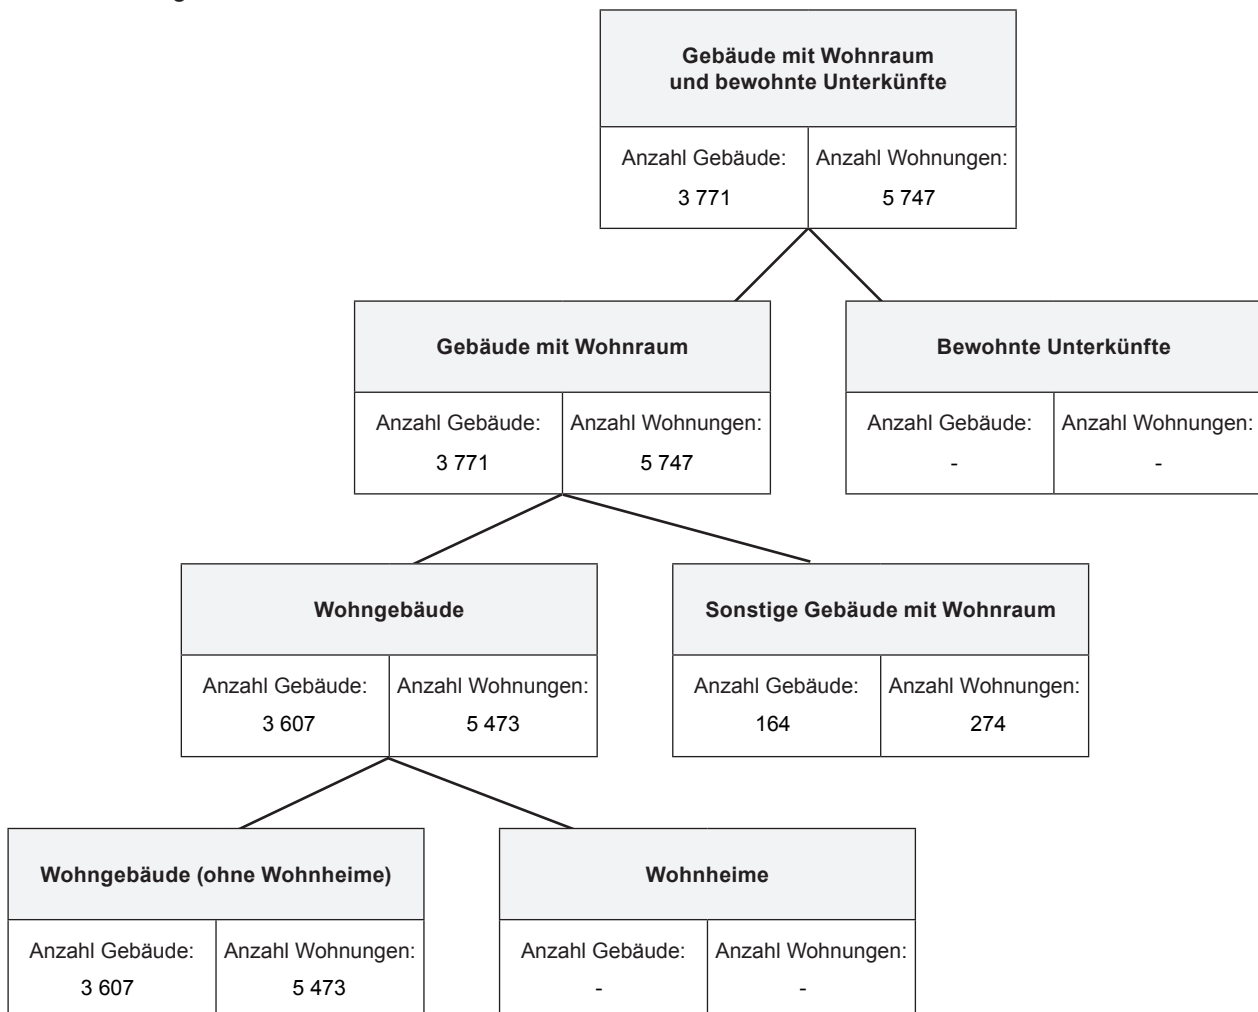 Gebäude mit Wohnraum
und bewohnte Unterkünfte
Anzahl Gebäude: Anzahl Wohnungen:
3 771 5 747
Gebäude mit Wohnraum Bewohnte Unterkünfte
Anzahl Gebäude: Anzahl Wohnungen: Anzahl Gebäude: Anzahl Wohnungen:
3 771 5 747 - -
Wohngebäude Sonstige Gebäude mit Wohnraum
Anzahl Gebäude: Anzahl Wohnungen: Anzahl Gebäude: Anzahl Wohnungen:
3 607 5 473 164 274
Wohngebäude (ohne Wohnheime) Wohnheime
Anzahl Gebäude: Anzahl Wohnungen: Anzahl Gebäude: Anzahl Wohnungen:
3 607 5 473 - -